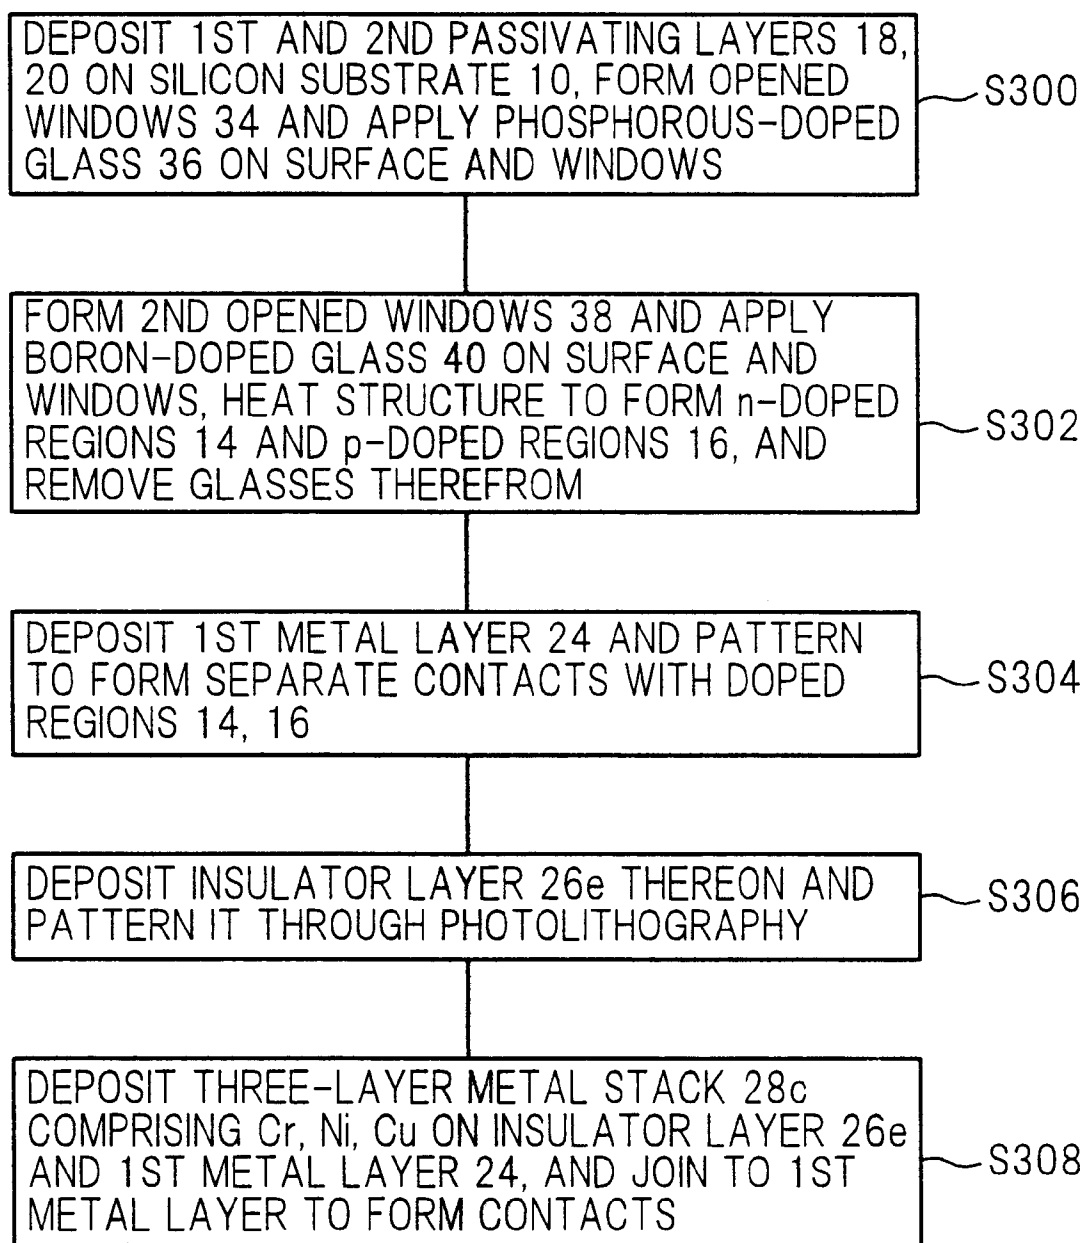 DEPOSIT 1ST AND 2ND PASSIVATING LAYERS 18,
20 ON SILICON SUBSTRATE 10, FORM OPENED
WINDOWS 34 AND APPLY PHOSPHOROUS-DOPED
GLASS 36 ON SURFACE AND WINDOWS
S300
FORM 2ND OPENED WINDOWS 38 AND APPLY
BORON-DOPED GLASS 40 ON SURFACE AND
WINDOWS, HEAT STRUCTURE TO FORM n-DOPED
REGIONS 14 AND p-DOPED REGIONS 16, AND
REMOVE GLASSES THEREFROM
S302
DEPOSIT 1ST METAL LAYER 24 AND PATTERN
TO FORM SEPARATE CONTACTS WITH DOPED
REGIONS 14, 16
S304
DEPOSIT INSULATOR LAYER 26e THEREON AND
PATTERN IT THROUGH PHOTOLITHOGRAPHY
S306
DEPOSIT THREE-LAYER METAL STACK 28c
COMPRISING Cr, Ni, Cu ON INSULATOR LAYER 26e
AND 1ST METAL LAYER 24, AND JOIN TO 1ST
METAL LAYER TO FORM CONTACTS
S308